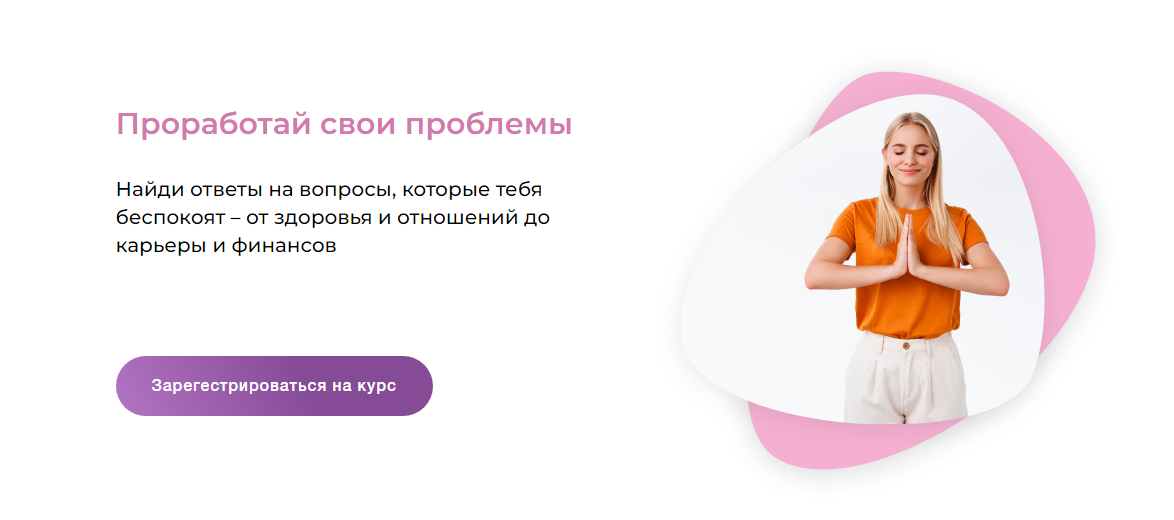 Проработай свои проблемы
Найди ответы на вопросы, которые тебя
беспокоят – от здоровья и отношений до
карьеры и финансов
Зарегестрироваться на курс